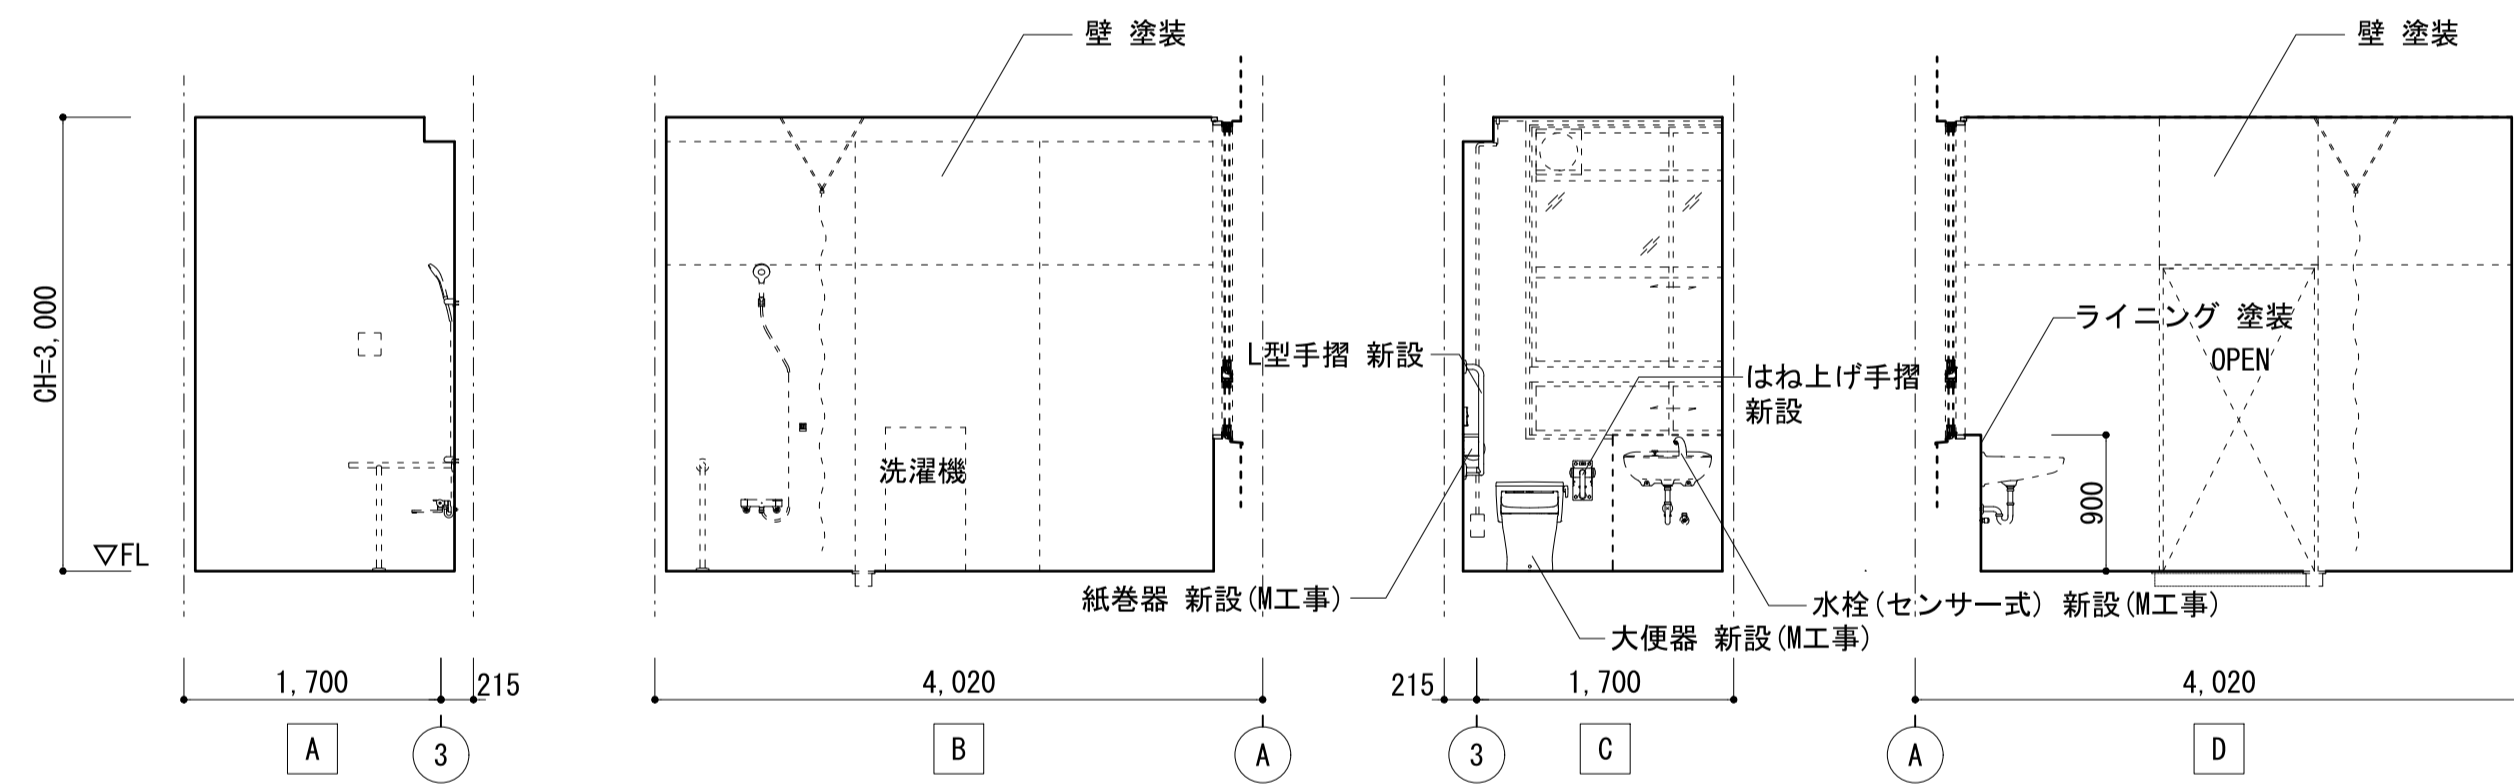 壁 塗装
壁 塗装
CH=3,000
▽FL
洗濯機
L型手摺 新設
はね上げ手摺
新設
ライニング 塗装
OPEN
900
紙巻器 新設(M工事)
水栓(センサー式) 新設(M工事)
大便器 新設(M工事)
1,700
215
4,020
215
1,700
4,020
A
3
B
A
3
C
A
D